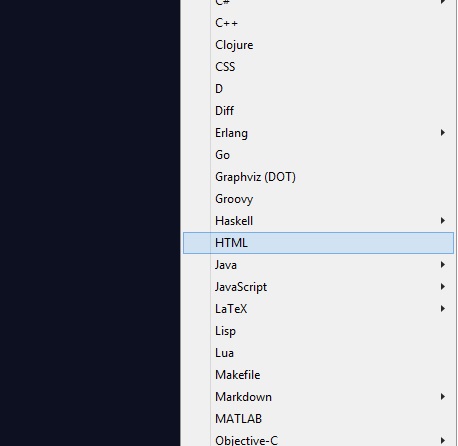 C#
C++
Clojure
CSS
D
Diff
Erlang
Go
Graphviz (DOT)
Groovy
Haskell
HTML
Java
JavaScript
LaTeX
Lisp
Lua
Makefile
Markdown
MATLAB
Objective-C